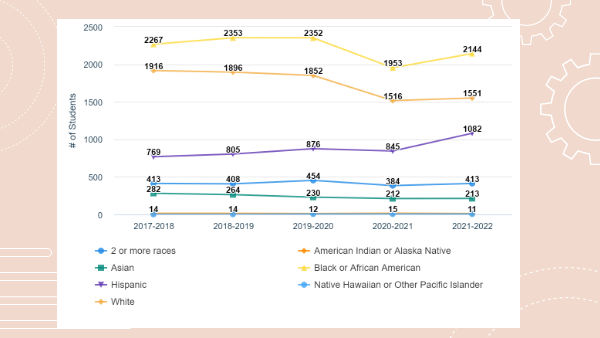 2500
2000
1500
1000
500
0
# of Students
2267 2353 2352 1953 2144
1916 1896 1852 1516 1551
769 805 876 845 1082
413 408 454 384 413
282 264 230 212 213
14 14 12 15 11
2017-2018 2018-2019 2019-2020 2020-2021 2021-2022
2 or more races American Indian or Alaska Native
Asian Black or African American
Hispanic Native Hawaiian or Other Pacific Islander
White